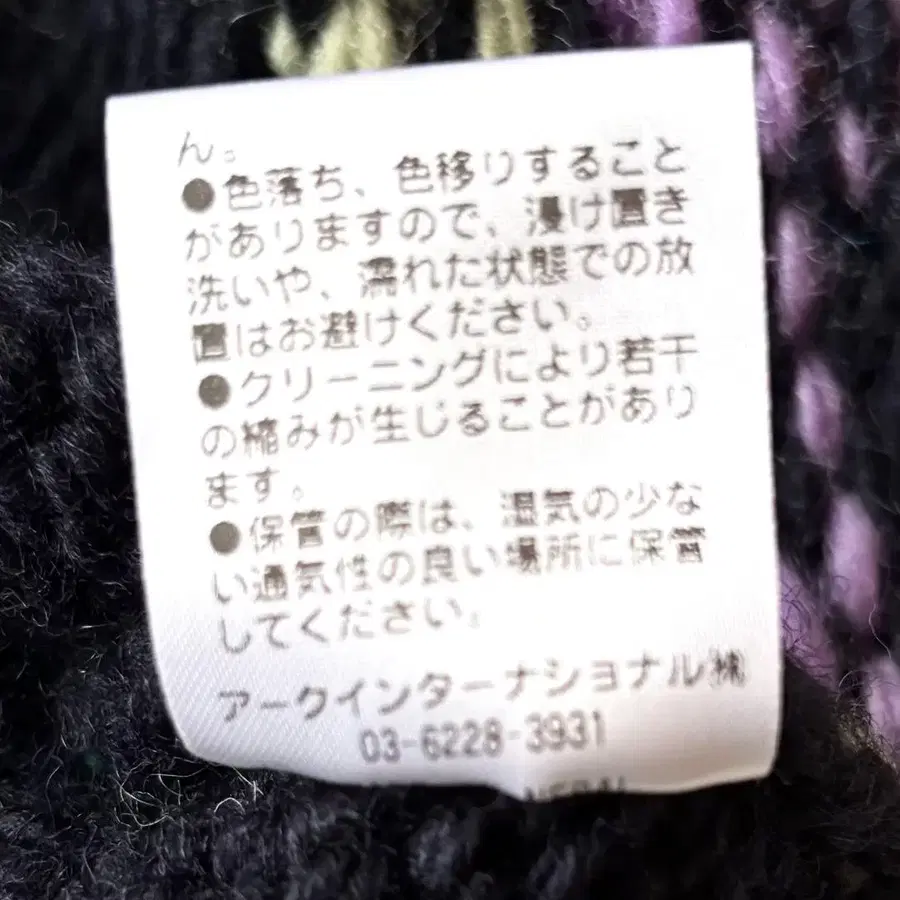 ん。
●色落ち、色移りすること
がありますので、浸け置き
洗いや、濡れた状態での放
置はお避けください。
●クリーニングにより若干
の縮みが生じることがあり
ます。
●保管の際は、湿気の少な
い通気性の良い場所に保管
してください。
アークインターナショナル㈱
03-6228-3931